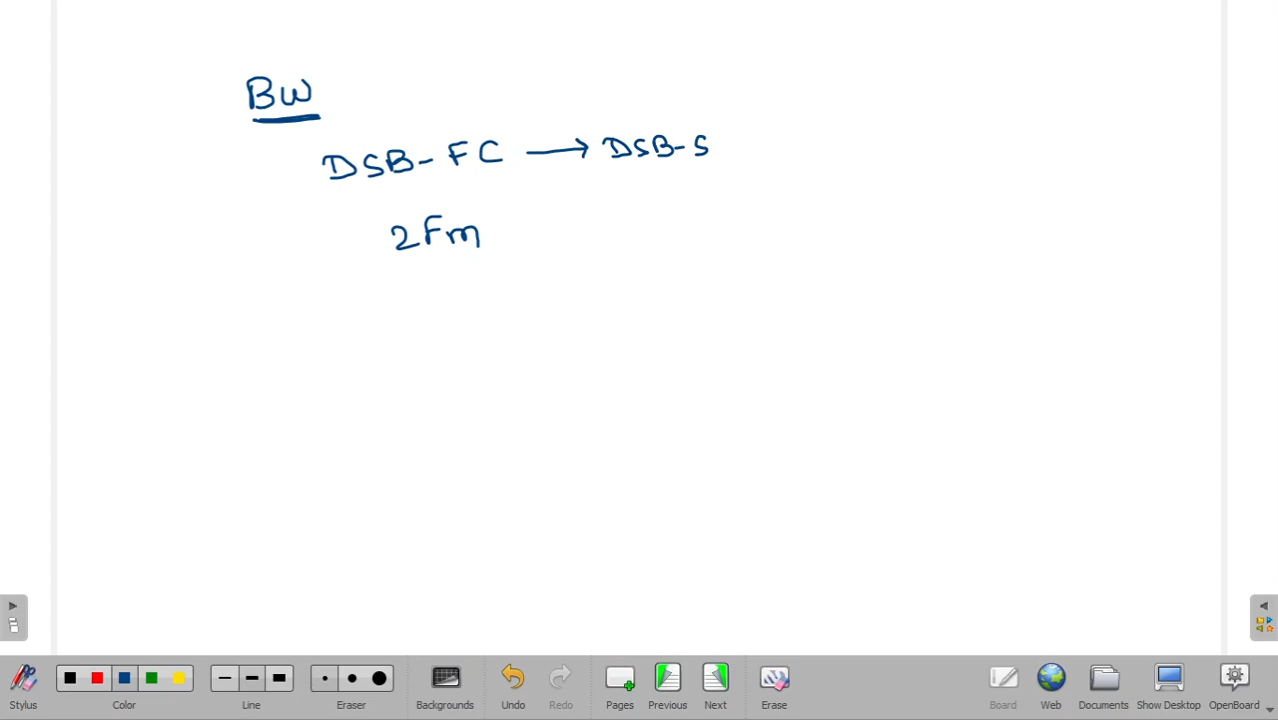 BW
DSB-FC → DSB-S
2Fm
Stylus Color Line Eraser Backgrounds Undo Redo Pages Previous Next Erase Board Web Documents Show Desktop OpenBoard